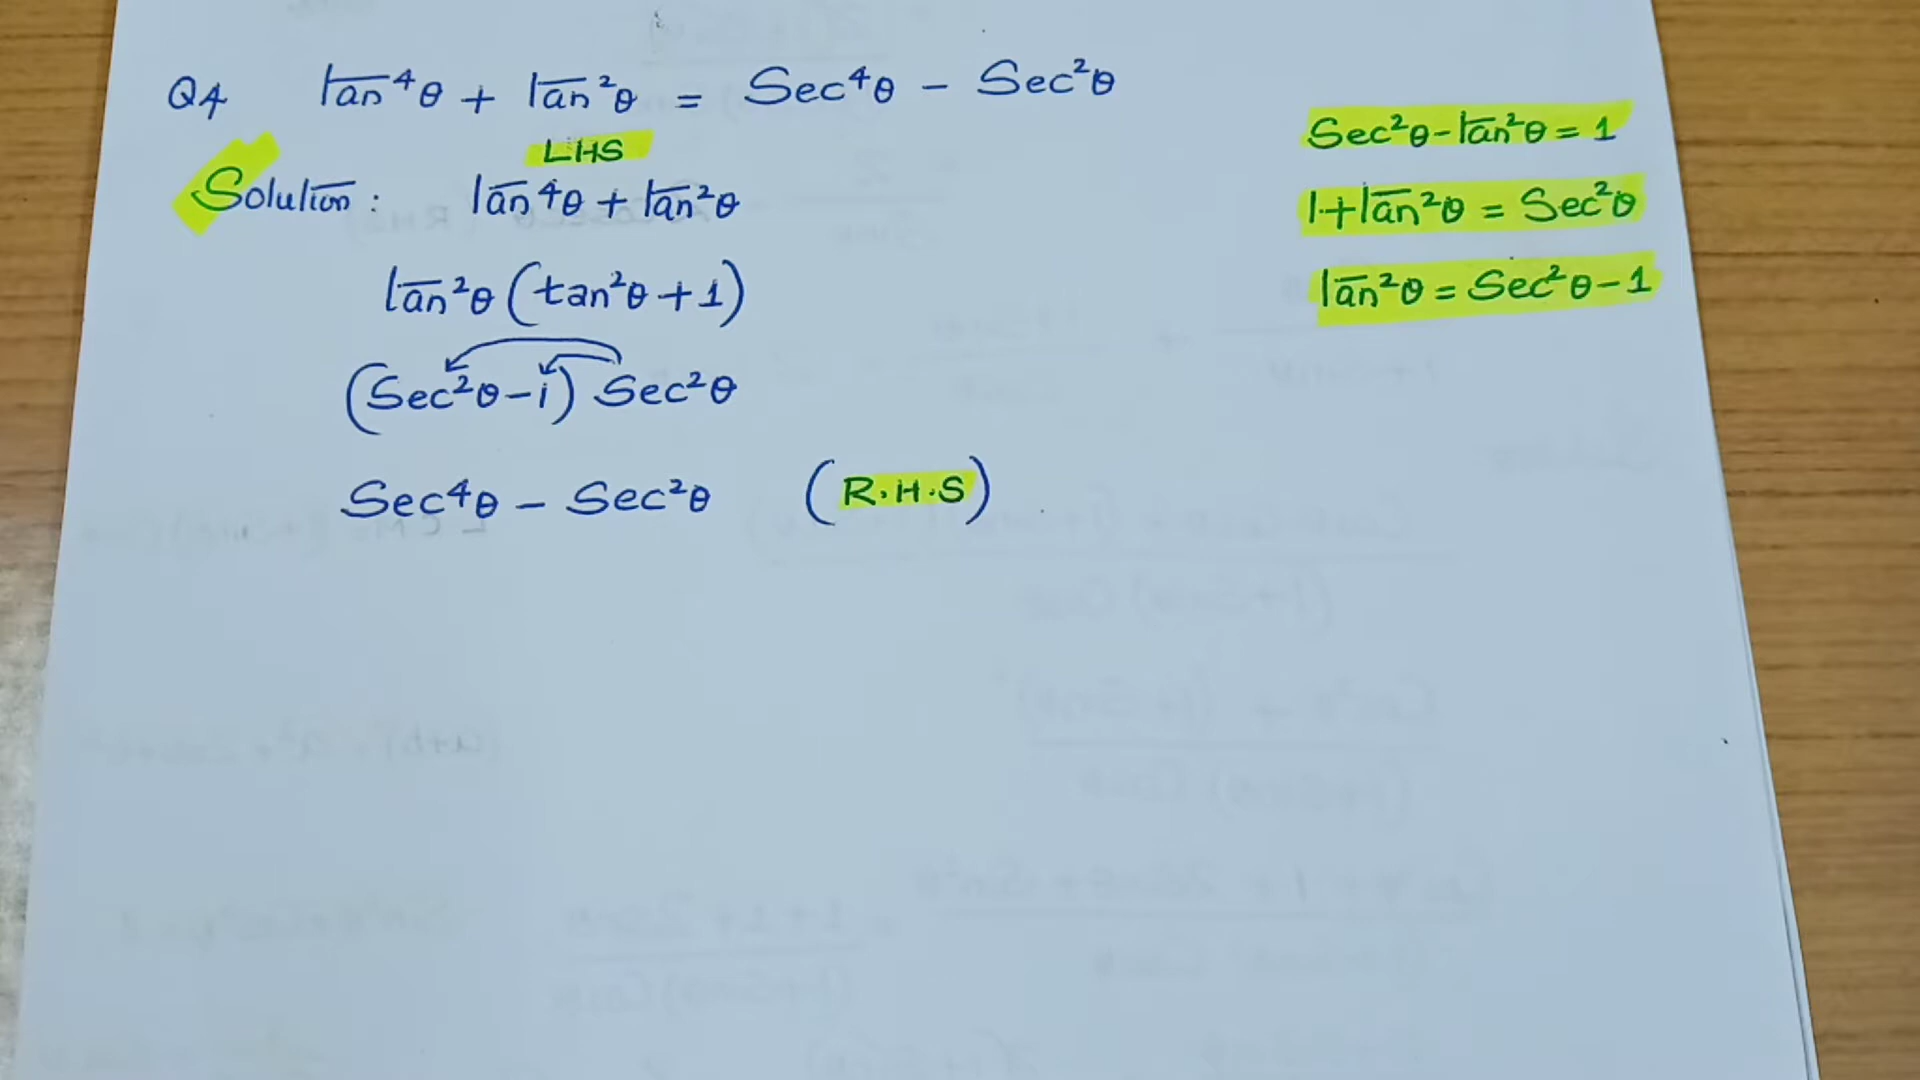 Q4 tan⁴θ + tan²θ = Sec⁴θ - Sec²θ
LHS
Solution : tan⁴θ + tan²θ
tan²θ (tan²θ + 1)
(Sec²θ - 1) Sec²θ
Sec⁴θ - Sec²θ (R.H.S)
Sec²θ - tan²θ = 1
1 + tan²θ = Sec²θ
tan²θ = Sec²θ - 1